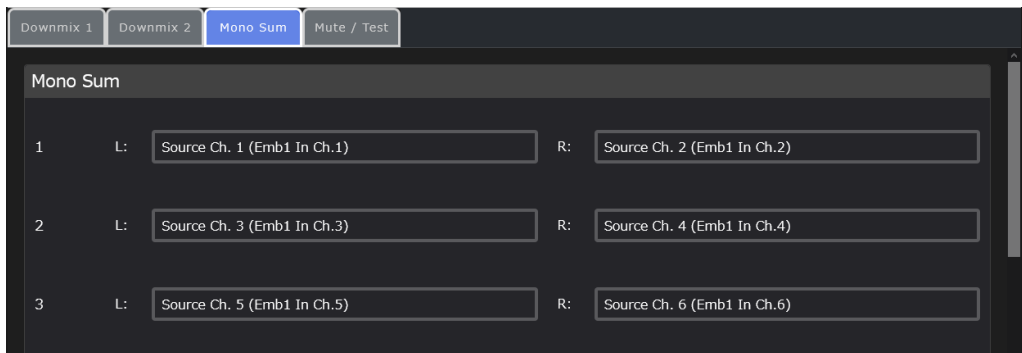 Downmix 1 Downmix 2 Mono Sum Mute / Test
Mono Sum
1 L: Source Ch. 1 (Emb1 In Ch.1) R: Source Ch. 2 (Emb1 In Ch.2)
2 L: Source Ch. 3 (Emb1 In Ch.3) R: Source Ch. 4 (Emb1 In Ch.4)
3 L: Source Ch. 5 (Emb1 In Ch.5) R: Source Ch. 6 (Emb1 In Ch.6)